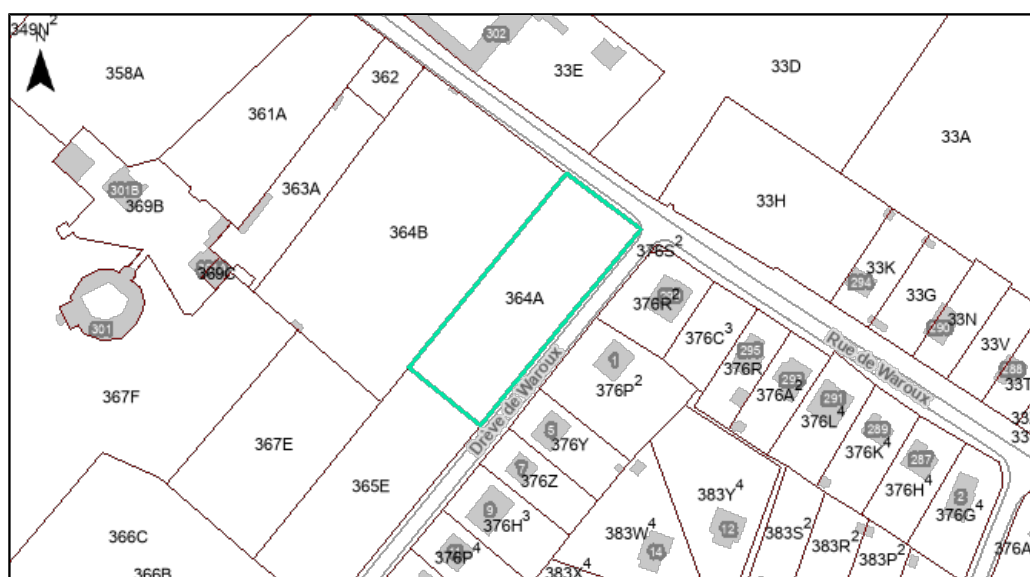 349N²
N
302
358A
362
33E
33D
361A
33A
363A
301B
369B
33H
364B
376S²
369C
33K
294
364A
376R²
33G
33N
290
301
376C³
33V
295
Rue de Waroux
288
1
376R
33T
376P²
292
376A²
367F
291
376L⁴
Drève de Waroux
5
376Y
289
367E
376K⁴
7
376Z
287
365E
376H⁴
383Y⁴
2
9
376G⁴
376H³
12
366C
383W⁴
383S²
383R²
376P⁴
14
383P²
366B
383X⁴